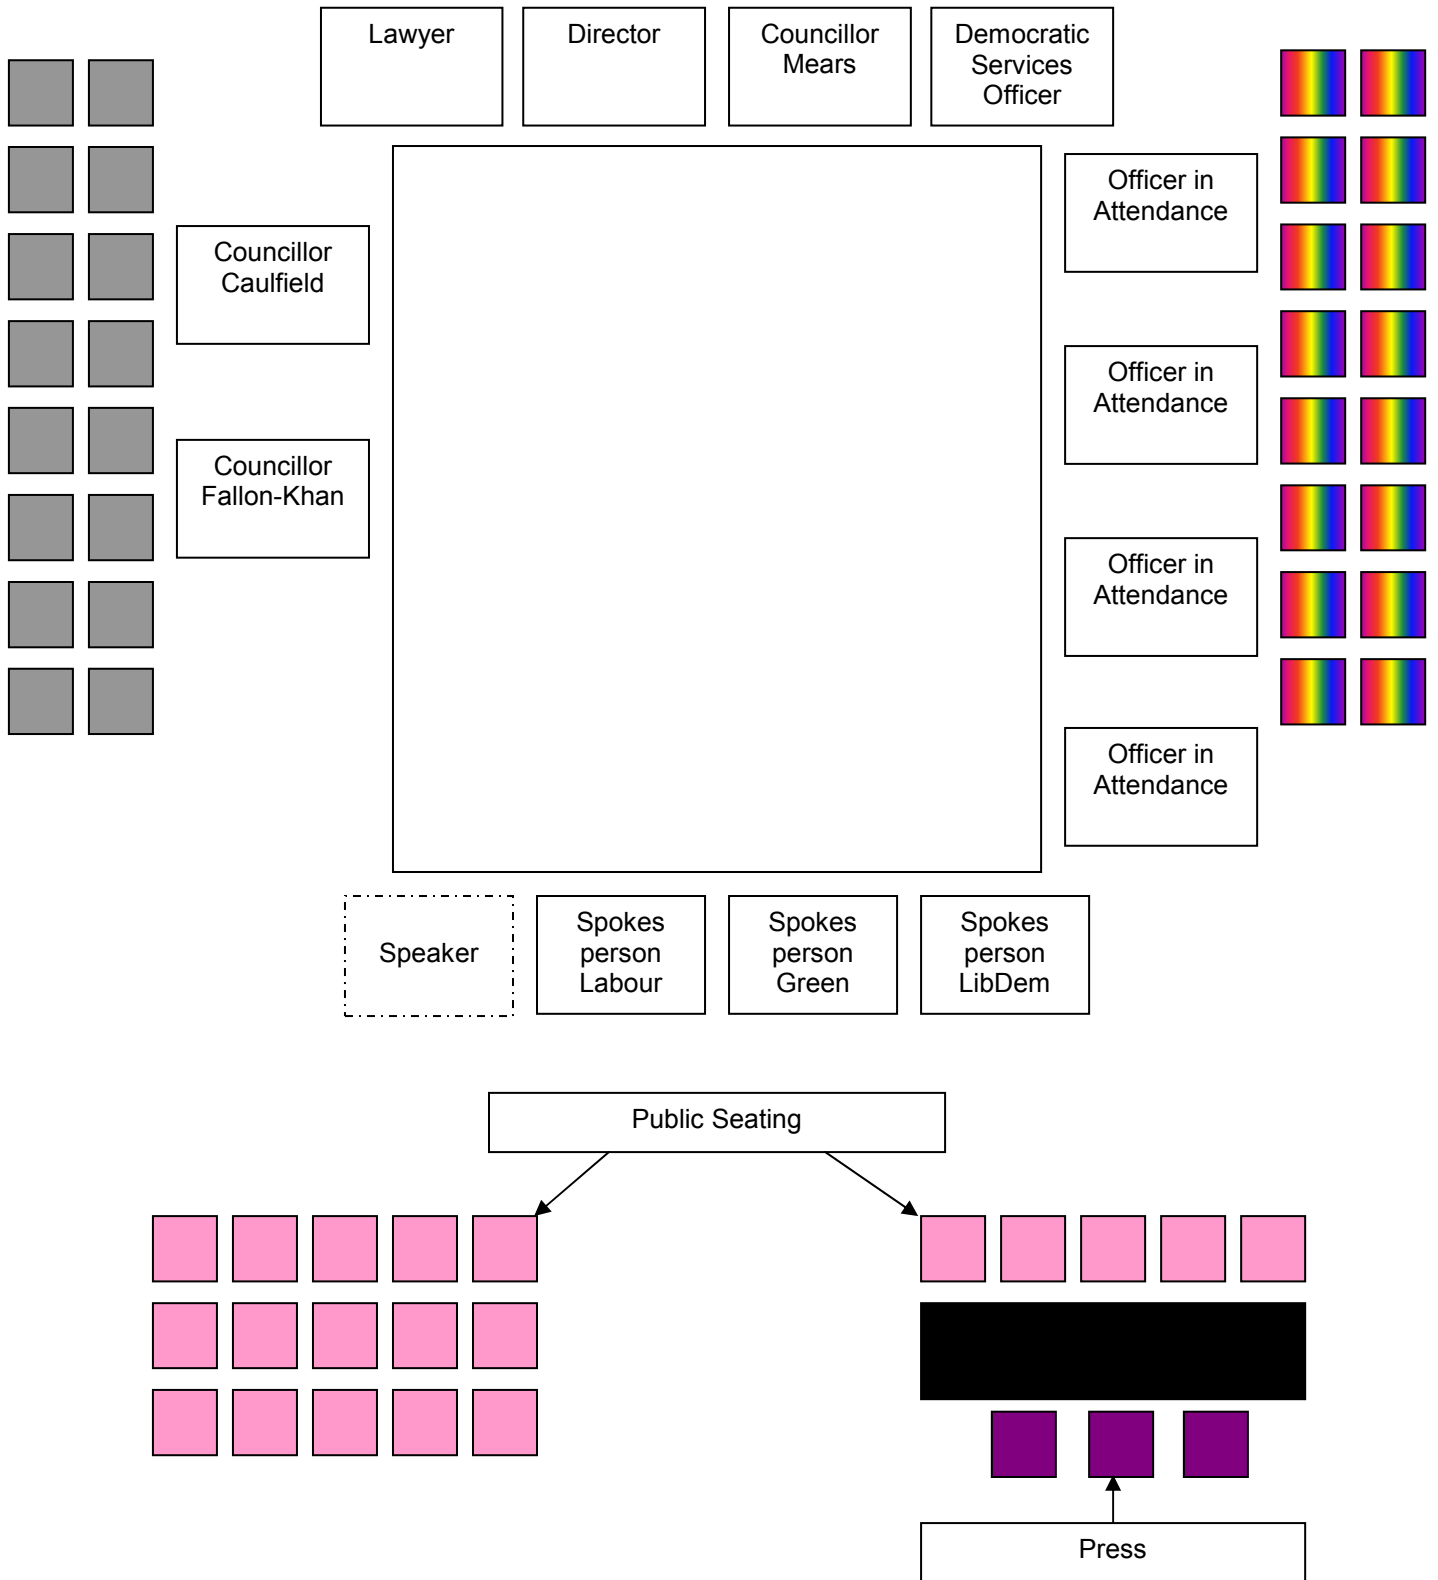 Lawyer
Director
Councillor
Mears
Democratic
Services
Officer
Officer in
Attendance
Councillor
Caulfield
Officer in
Attendance
Councillor
Fallon-Khan
Officer in
Attendance
Officer in
Attendance
Speaker
Spokes
person
Labour
Spokes
person
Green
Spokes
person
LibDem
Public Seating
Press